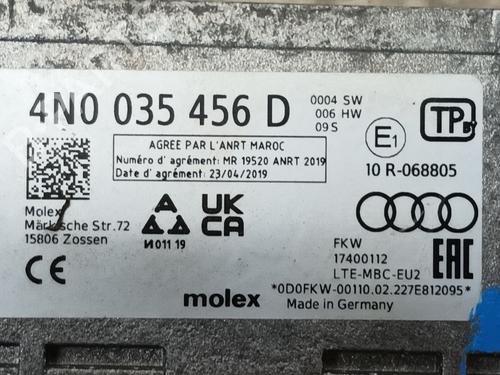 4N0 035 456 D
0004 SW
006 HW
09S
TP
B
E1
10 R-068805
AGREE PAR L'ANRT MAROC
Numéro d'agrément: MR 19520 ANRT 2019
Date d'agrément: 23/04/2019
Molex
Märkische Str.72
15806 Zossen
CE
И011 19
UK
CA
molex
FKW
17400112
LTE-MBC-EU2
EAC
*0D0FKW-00110.02.227E812095*
Made in Germany